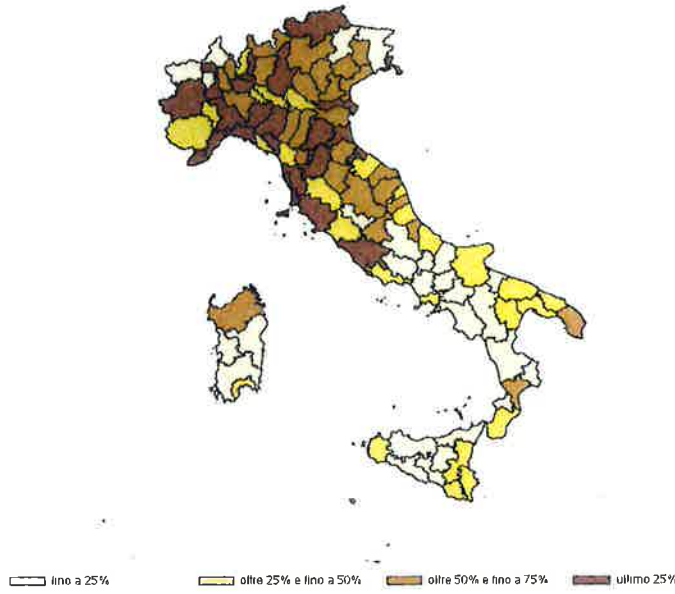 fino a 25%
oltre 25% e fino a 50%
oltre 50% e fino a 75%
ultimo 25%